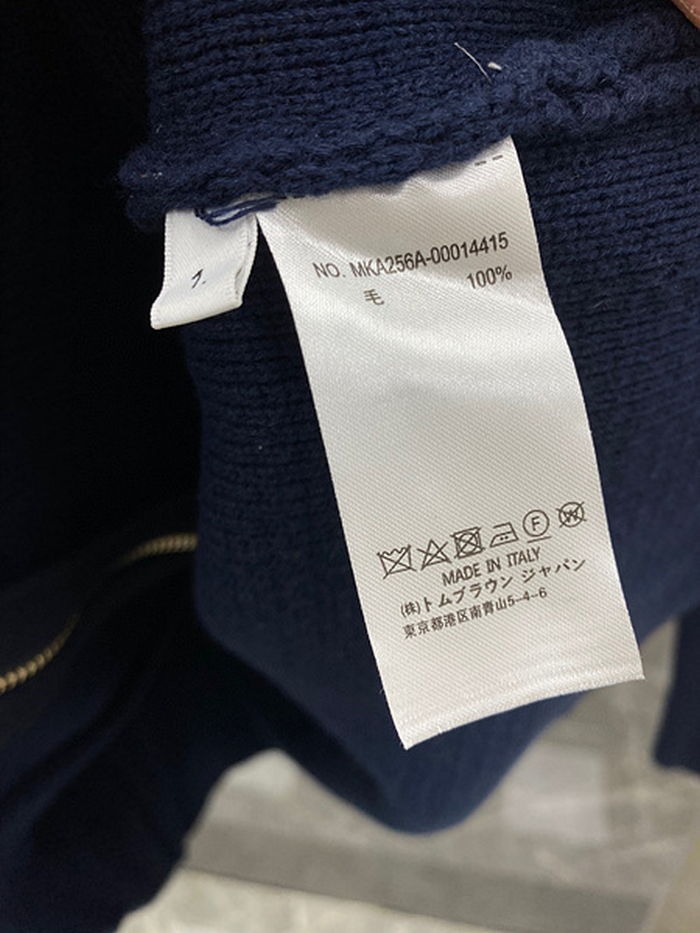 NO. MKA256A-00014415
毛 100%
F W
MADE IN ITALY
(株)トムブラウン ジャパン
東京都港区南青山5-4-6